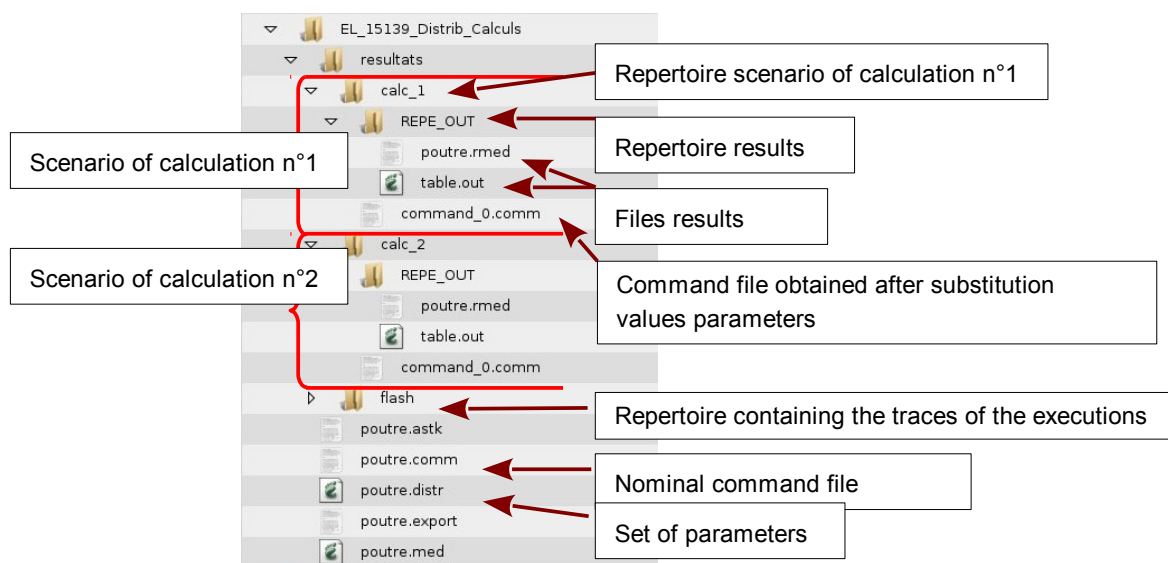 EL_15139_Distrib_Calculs
resultats
calc_1
REPE_OUT
poutre.rmed
table.out
command_0.comm
calc_2
REPE_OUT
poutre.rmed
table.out
command_0.comm
flash
poutre.astk
poutre.comm
poutre.distr
poutre.export
poutre.med
Scenario of calculation n°1
Scenario of calculation n°2
Repertoire scenario of calculation n°1
Repertoire results
Files results
Command file obtained after substitution
values parameters
Repertoire containing the traces of the executions
Nominal command file
Set of parameters